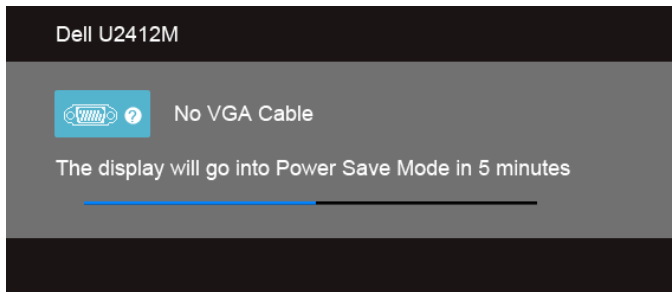 Dell U2412M
? No VGA Cable
The display will go into Power Save Mode in 5 minutes